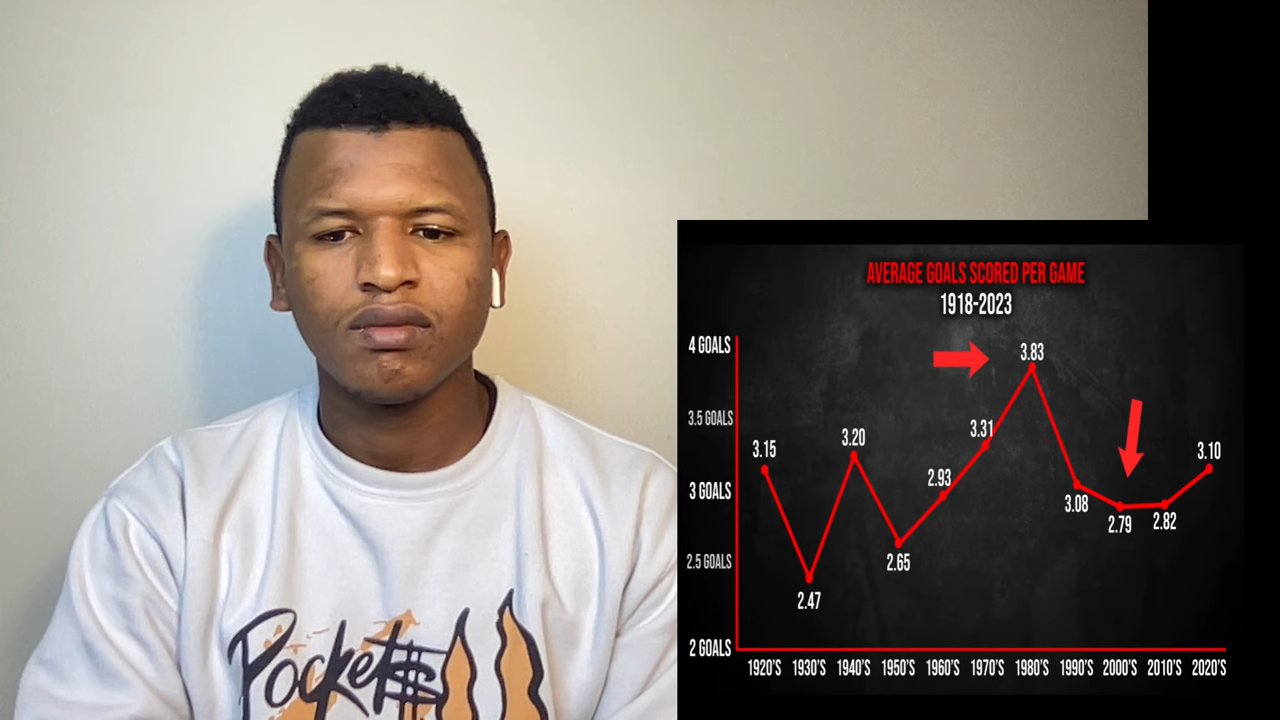 Pocket$
AVERAGE GOALS SCORED PER GAME
1918-2023
4 GOALS
3.5 GOALS
3 GOALS
2.5 GOALS
2 GOALS
3.15
2.47
3.20
2.65
2.93
3.31
3.83
3.08
2.79
2.82
3.10
1920'S 1930'S 1940'S 1950'S 1960'S 1970'S 1980'S 1990'S 2000'S 2010'S 2020'S